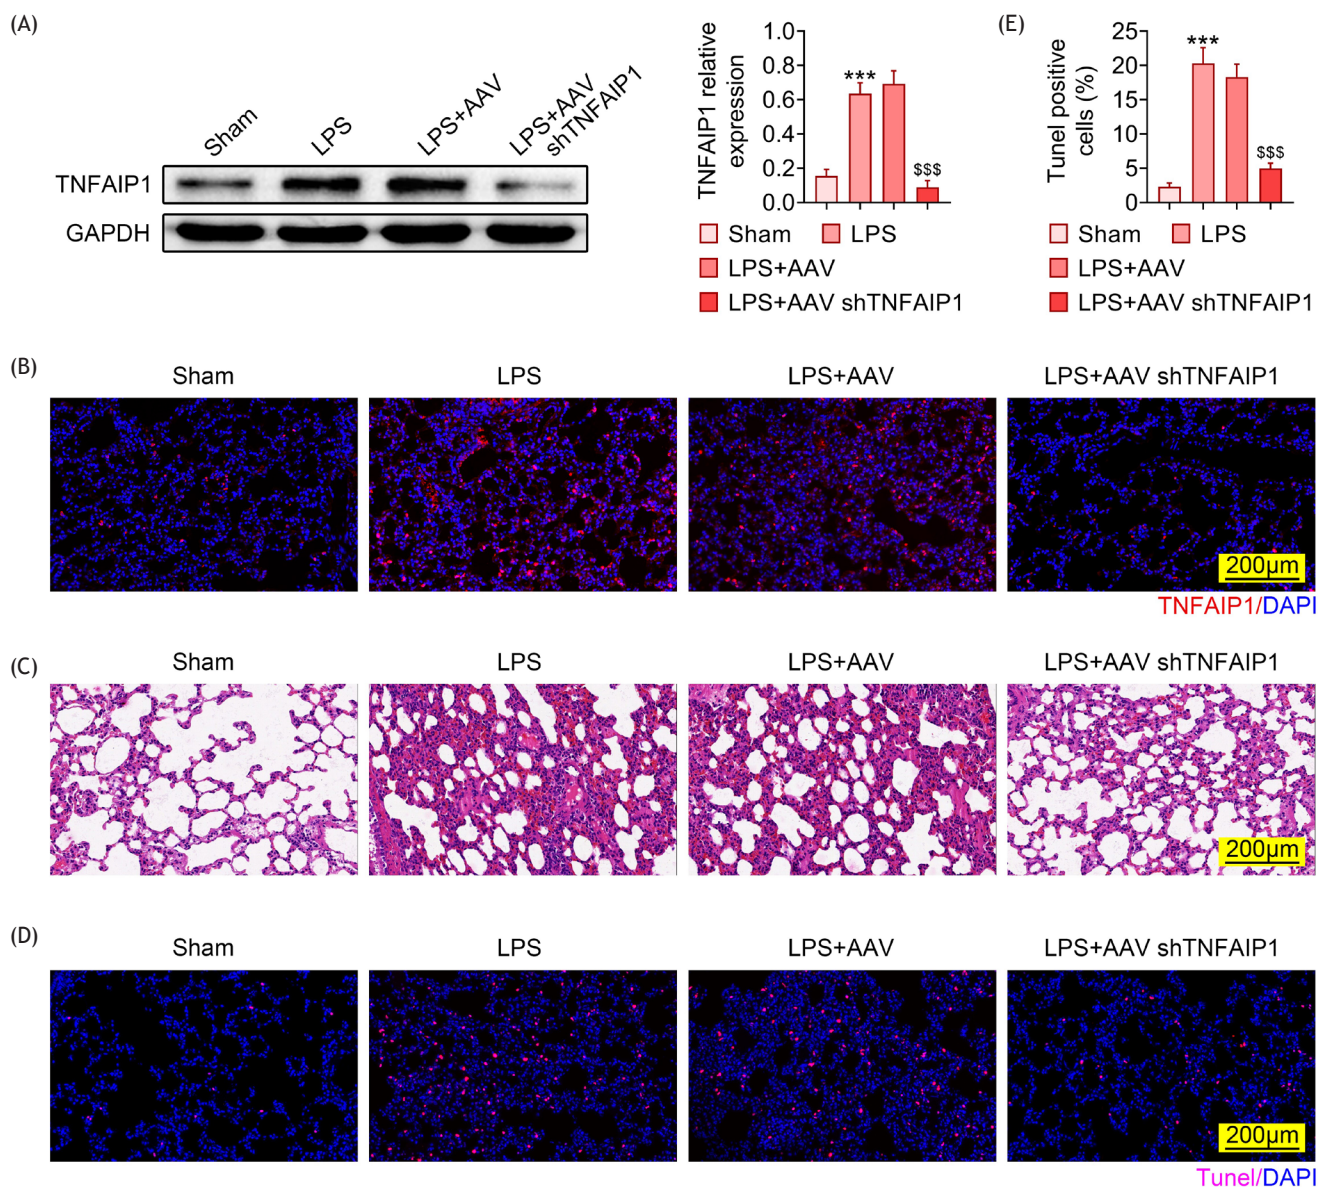 (A)
Sham
LPS
LPS+AAV
LPS+AAV
shTNFAIP1
TNFAIP1
GAPDH
TNFAIP1 relative
expression
1.0
0.8
0.6
0.4
0.2
0.0
***
$$$
Sham
LPS
LPS+AAV
LPS+AAV shTNFAIP1
(E)
Tunel positive
cells (%)
25
20
15
10
5
0
***
$$$
Sham
LPS
LPS+AAV
LPS+AAV shTNFAIP1
(B)
Sham
LPS
LPS+AAV
LPS+AAV shTNFAIP1
200μm
TNFAIP1/DAPI
(C)
Sham
LPS
LPS+AAV
LPS+AAV shTNFAIP1
200μm
(D)
Sham
LPS
LPS+AAV
LPS+AAV shTNFAIP1
200μm
Tunel/DAPI